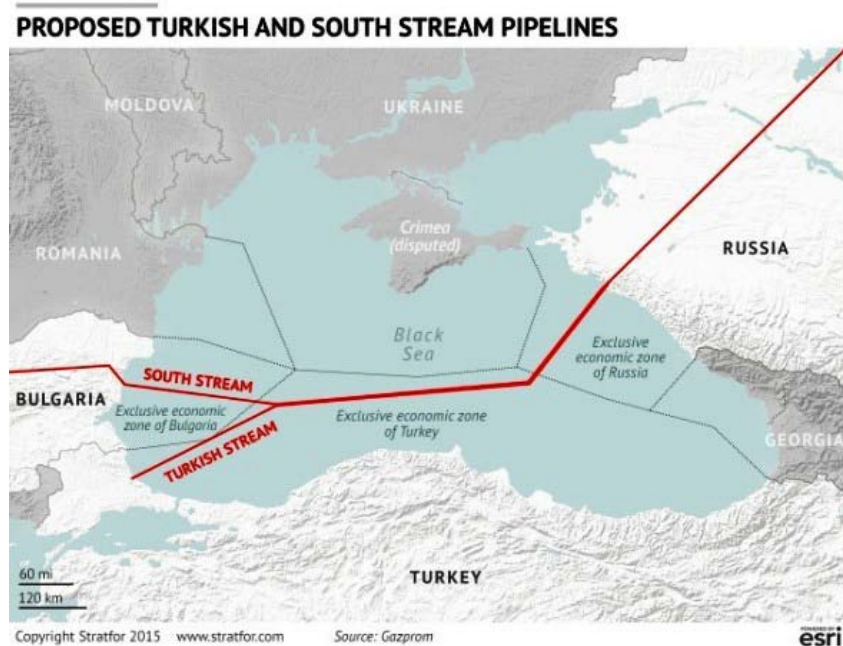 PROPOSED TURKISH AND SOUTH STREAM PIPELINES
MOLDOVA
UKRAINE
Crimea
(disputed)
ROMANIA
RUSSIA
Black
Sea
Exclusive
economic zone
of Russia
SOUTH STREAM
BULGARIA
Exclusive economic
zone of Bulgaria
Exclusive economic zone
of Turkey
TURKISH STREAM
GEORGIA
60 mi
120 km
TURKEY
Copyright Stratfor 2015 www.stratfor.com Source: Gazprom
POWERED BY
esri